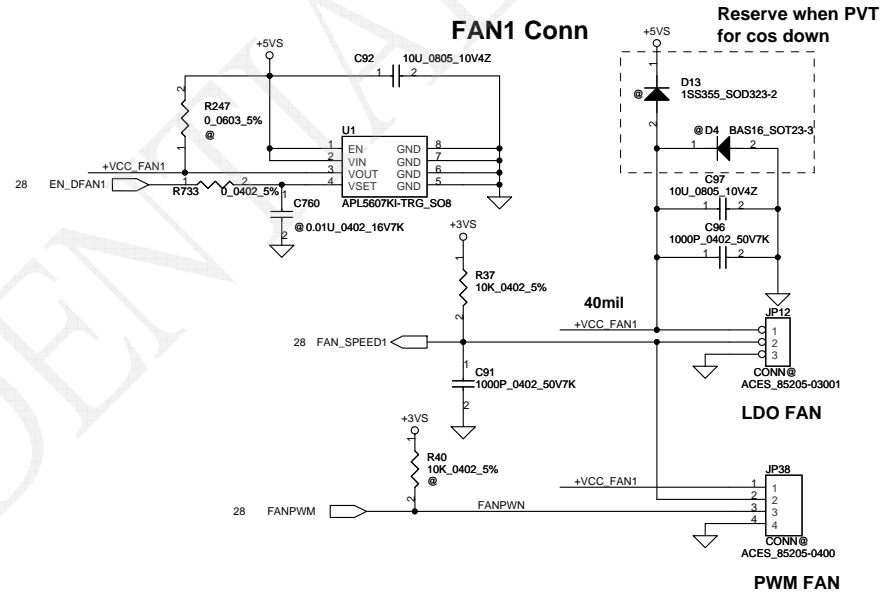 FAN1 Conn
Reserve when PVT
for cos down
+5VS
C92
10U_0805_10V4Z
1
2
2
R247
0_0603_5%
@
1
+VCC_FAN1
28 EN_DFAN1
1
2
R733
0_0402_5%
U1
1 EN GND 8
2 VIN GND 7
3 VOUT GND 6
4 VSET GND 5
APL5607KI-TRG_SO8
1
C760
@ 0.01U_0402_16V7K
2
+5VS
1
D13
@ 1SS355_SOD323-2
2
@ D4 BAS16_SOT23-3
1 2
C97
10U_0805_10V4Z
1 2
C96
1000P_0402_50V7K
1 2
+3VS
1
R37
10K_0402_5%
2
40mil
+VCC_FAN1
28 FAN_SPEED1
1
C91
1000P_0402_50V7K
2
JP12
1
2
3
CONN@
ACES_85205-03001
LDO FAN
+3VS
1
R40
10K_0402_5%
@
2
28 FANPWM
FANPWN
+VCC_FAN1
JP38
1 1
2 2
3 3
4 4
CONN@
ACES_85205-0400
PWM FAN
DENTIAL